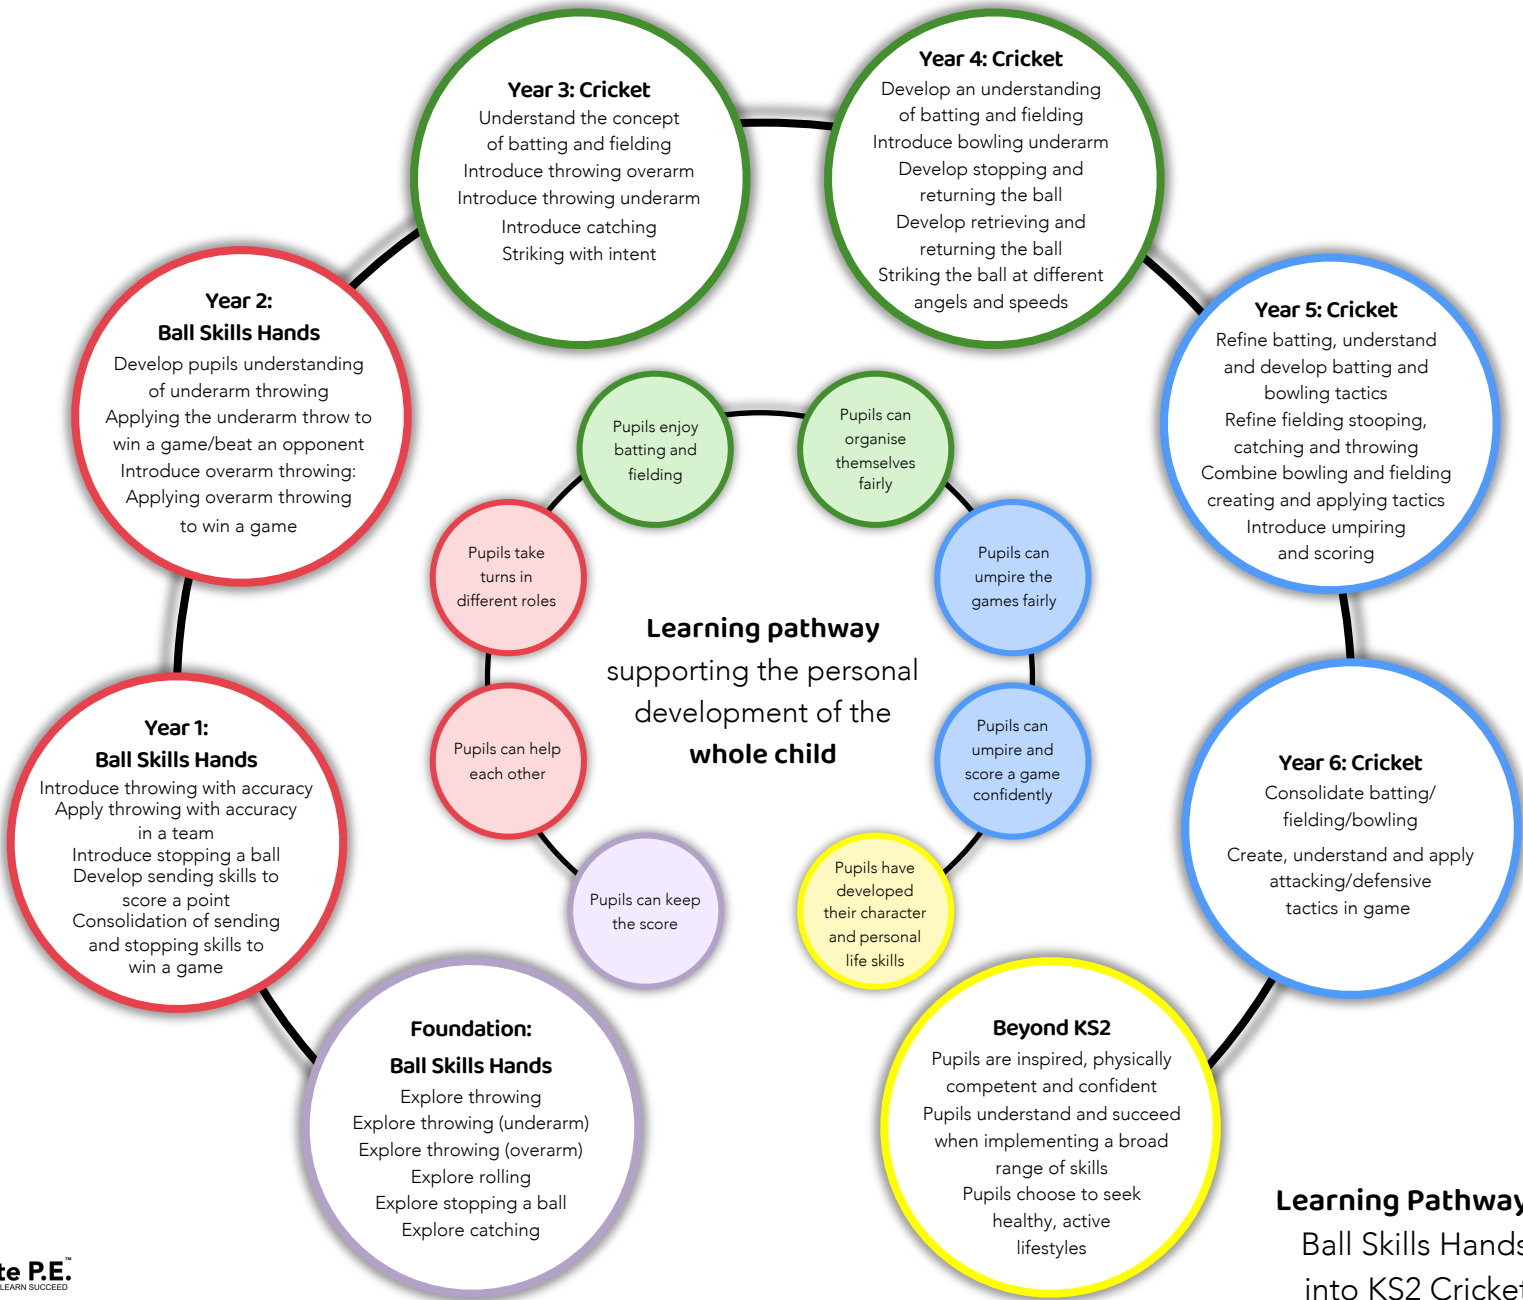 Year 4: Cricket
Develop an understanding
of batting and fielding
Introduce bowling underarm
Develop stopping and
returning the ball
Develop retrieving and
returning the ball
Striking the ball at different
angels and speeds
Year 3: Cricket
Understand the concept
of batting and fielding
Introduce throwing overarm
Introduce throwing underarm
Introduce catching
Striking with intent
Year 2:
Ball Skills Hands
Develop pupils understanding
of underarm throwing
Applying the underarm throw to
win a game/beat an opponent
Introduce overarm throwing:
Applying overarm throwing
to win a game
Year 5: Cricket
Refine batting, understand
and develop batting and
bowling tactics
Refine fielding stooping,
catching and throwing
Combine bowling and fielding
creating and applying tactics
Introduce umpiring
and scoring
Pupils enjoy
batting and
fielding
Pupils can
organise
themselves
fairly
Pupils take
turns in
different roles
Pupils can
umpire the
games fairly
Learning pathway
supporting the personal
development of the
whole child
Pupils can help
each other
Pupils can
umpire and
score a game
confidently
Year 1:
Ball Skills Hands
Introduce throwing with accuracy
Apply throwing with accuracy
in a team
Introduce stopping a ball
Develop sending skills to
score a point
Consolidation of sending
and stopping skills to
win a game
Year 6: Cricket
Consolidate batting/
fielding/bowling
Create, understand and apply
attacking/defensive
tactics in game
Pupils can keep
the score
Pupils have
developed
their character
and personal
life skills
Foundation:
Ball Skills Hands
Explore throwing
Explore throwing (underarm)
Explore throwing (overarm)
Explore rolling
Explore stopping a ball
Explore catching
Beyond KS2
Pupils are inspired, physically
competent and confident
Pupils understand and succeed
when implementing a broad
range of skills
Pupils choose to seek
healthy, active
lifestyles
Learning Pathway
Ball Skills Hands
into KS2 Cricket
te P.E.™
LEARN SUCCEED